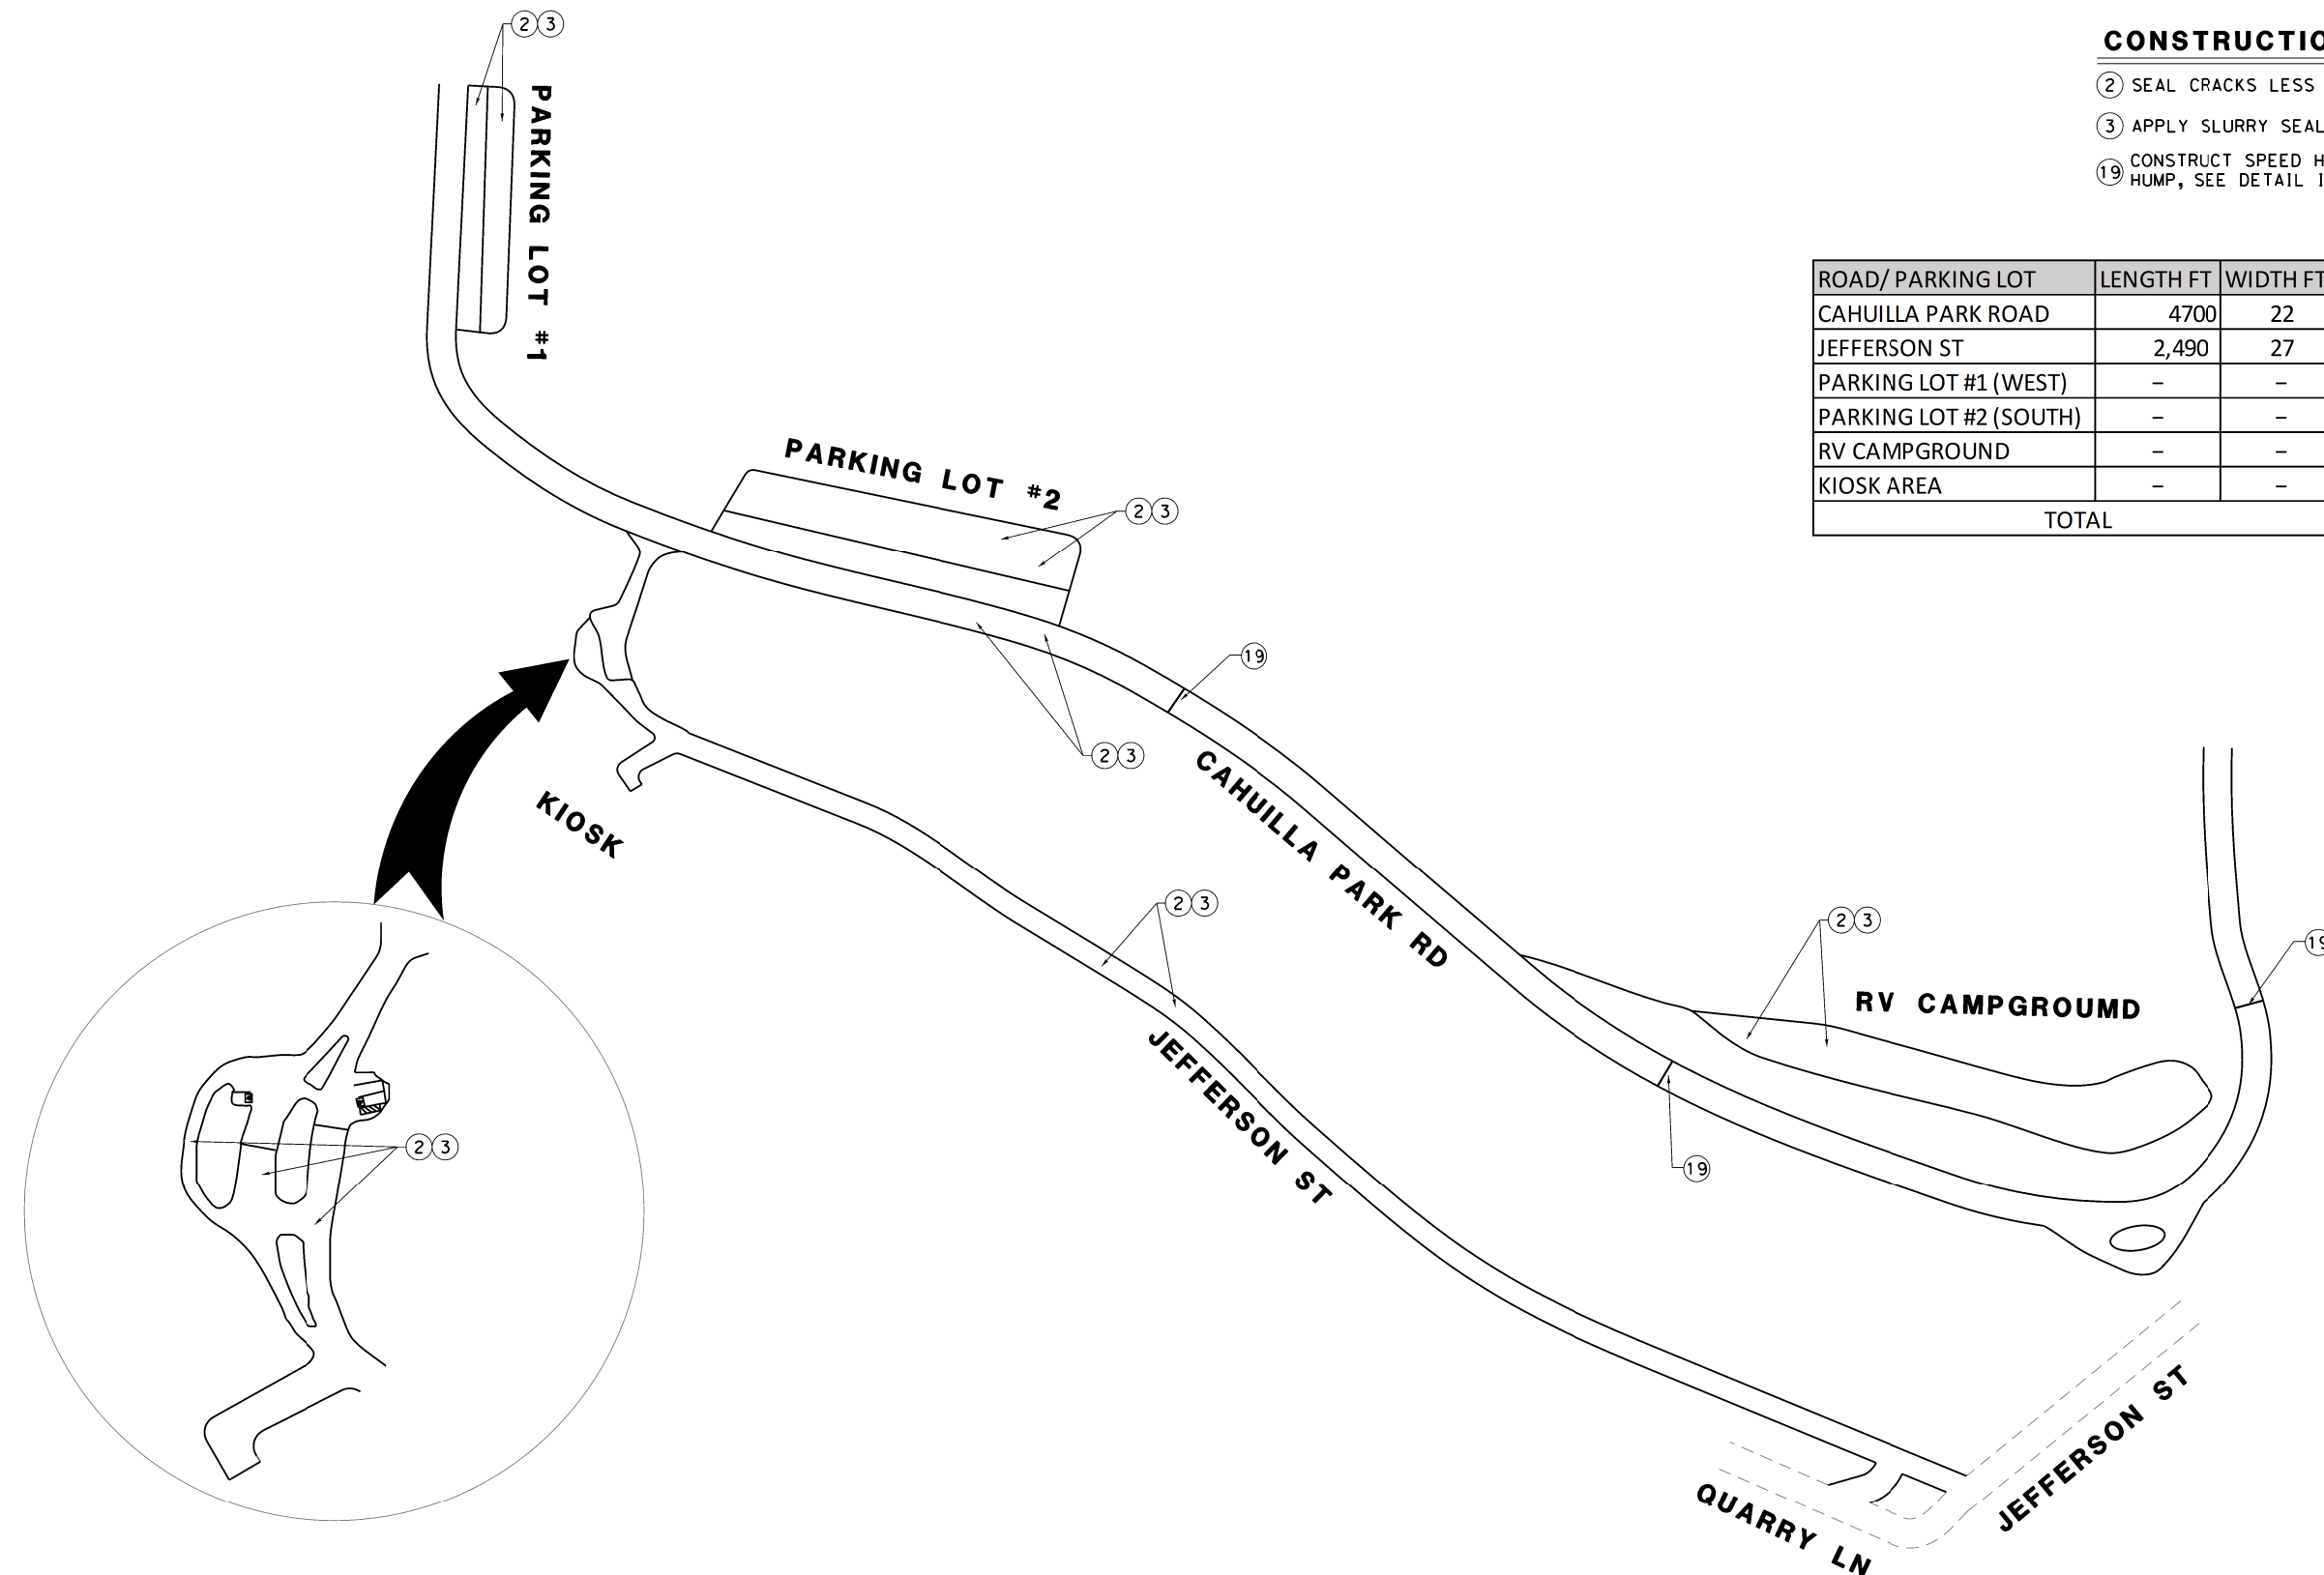 2 3
PARKING LOT #1
CONSTRUCTIO
2 SEAL CRACKS LESS
3 APPLY SLURRY SEAL
19 CONSTRUCT SPEED H
HUMP, SEE DETAIL I
ROAD/ PARKING LOT LENGTH FT WIDTH FT
CAHUILLA PARK ROAD 4700 22
JEFFERSON ST 2,490 27
PARKING LOT #1 (WEST) – –
PARKING LOT #2 (SOUTH) – –
RV CAMPGROUND – –
KIOSK AREA – –
TOTAL
PARKING LOT #2
2 3
19
2 3
CAHUILLA PARK RD
KIOSK
2 3
2 3
19
RV CAMPGROUMD
JEFFERSON ST
2 3
19
JEFFERSON ST
QUARRY LN